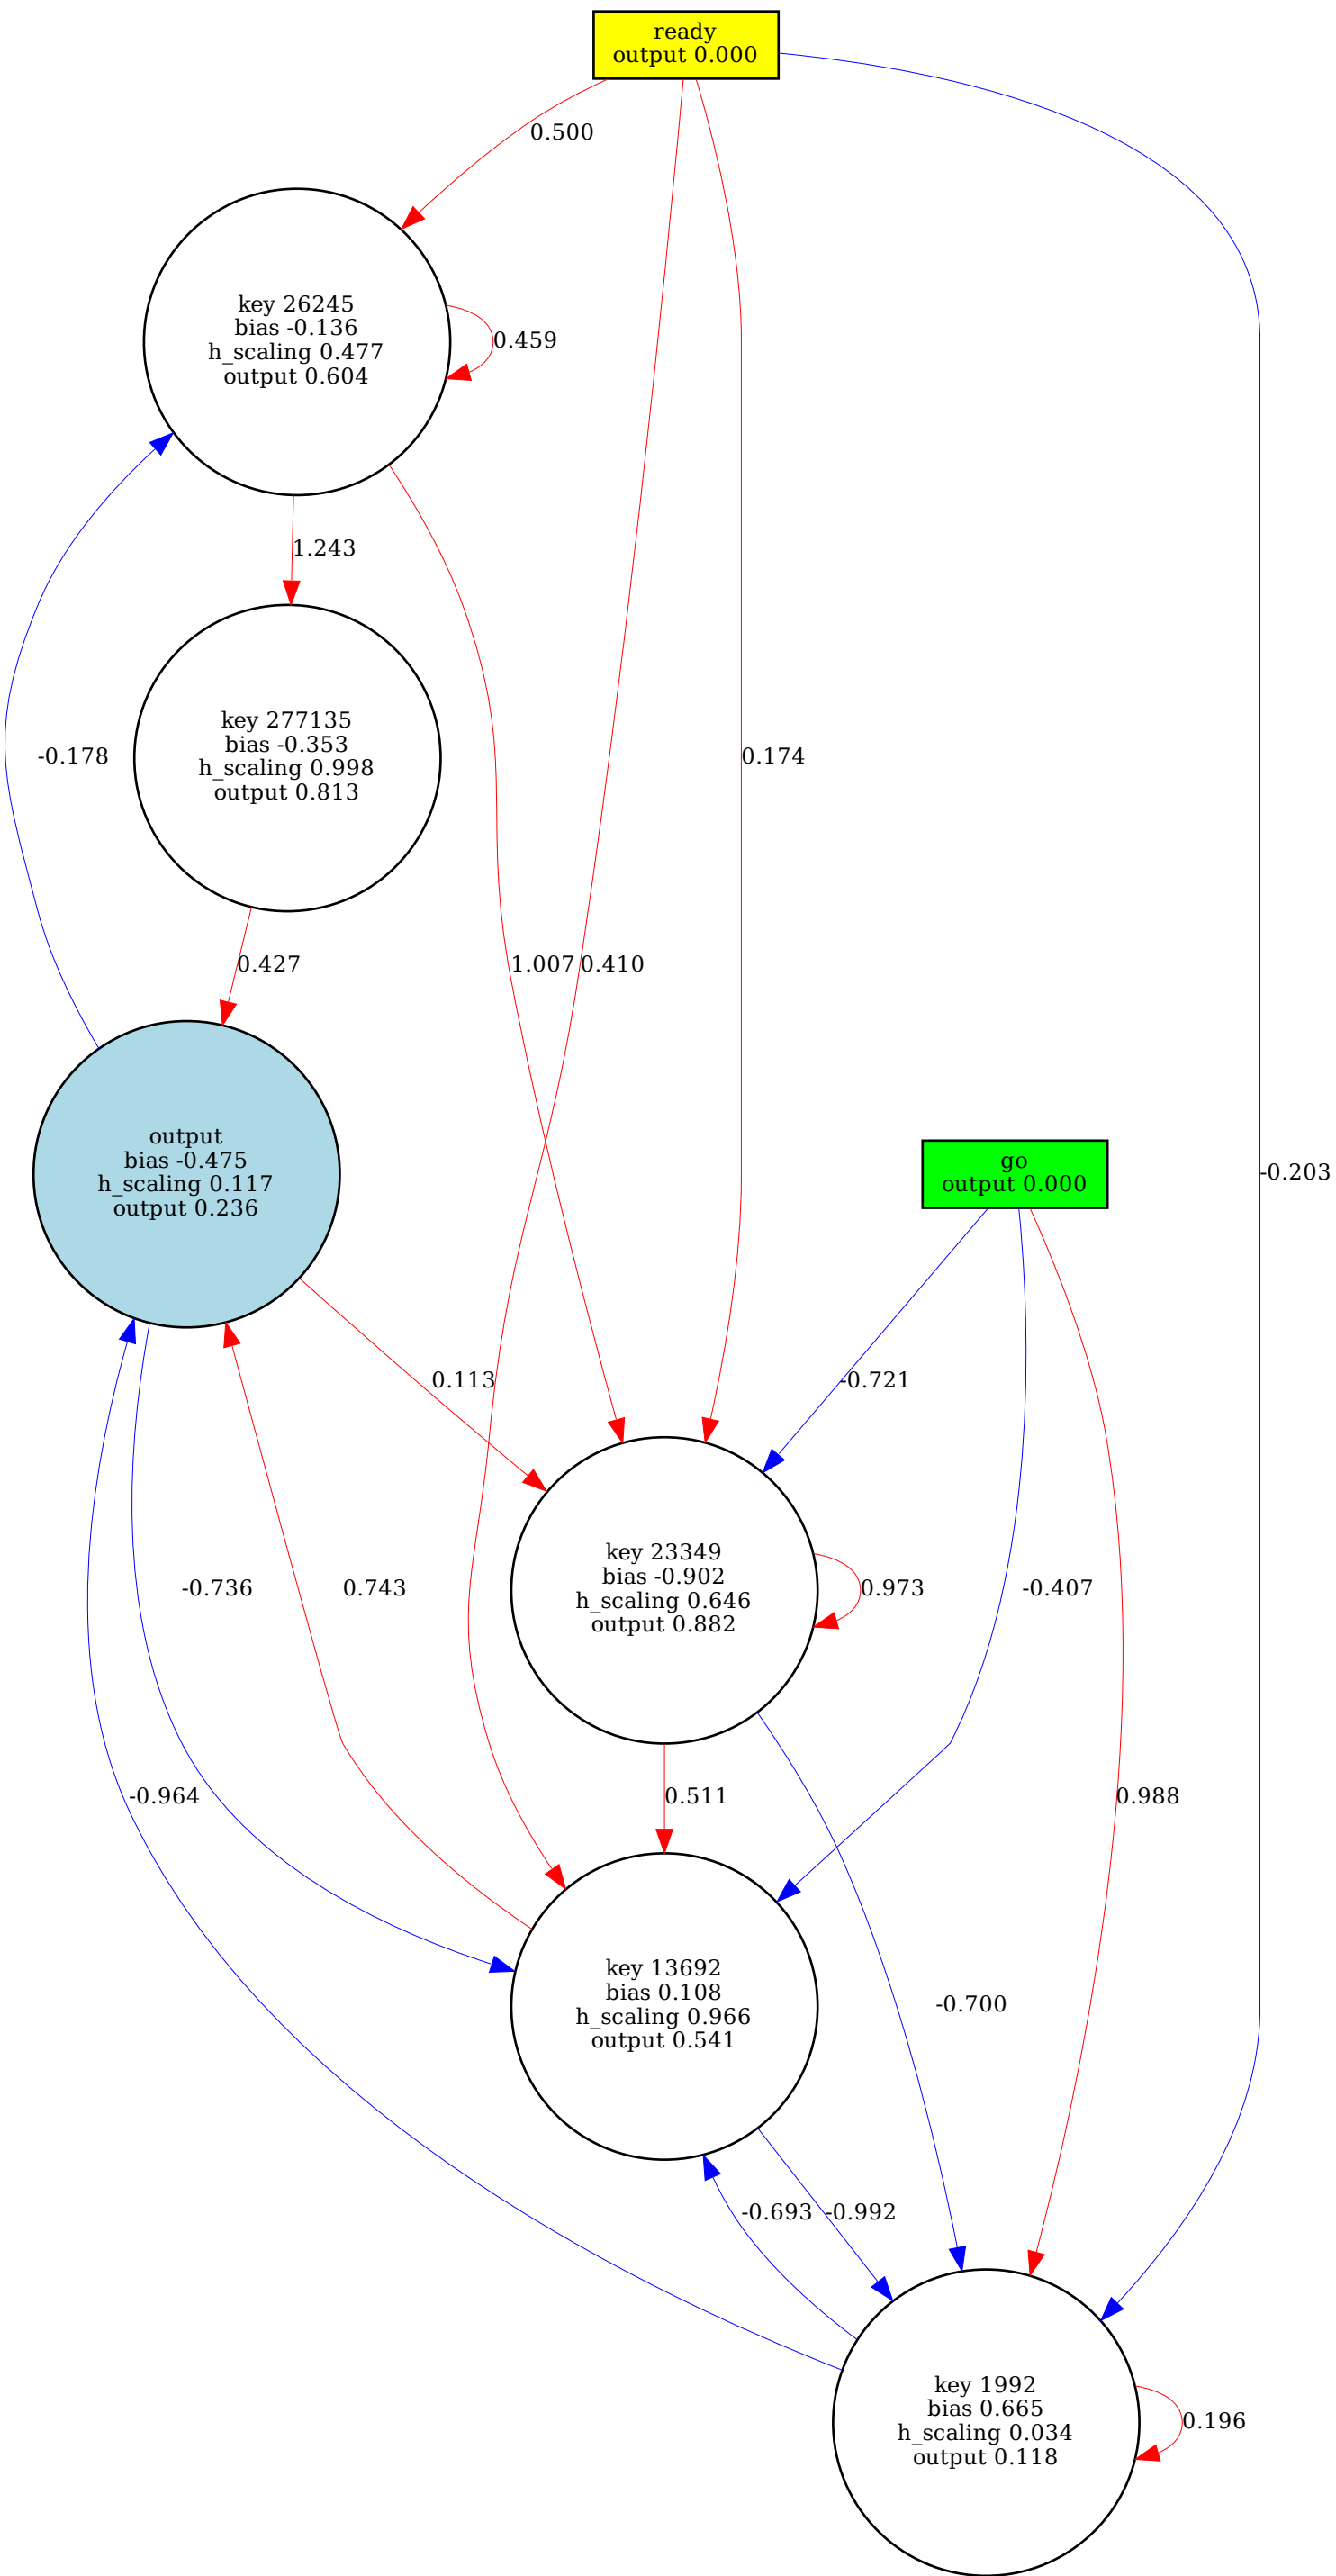 ready
output 0.000
0.500
key 26245
bias -0.136
h_scaling 0.477
output 0.604
0.459
1.243
key 277135
bias -0.353
h_scaling 0.998
output 0.813
-0.178
0.174
0.427
1.007
0.410
output
bias -0.475
h_scaling 0.117
output 0.236
go
output 0.000
-0.203
0.113
-0.721
key 23349
bias -0.902
h_scaling 0.646
output 0.882
-0.736
0.743
0.973
-0.407
-0.964
0.511
0.988
key 13692
bias 0.108
h_scaling 0.966
output 0.541
-0.700
-0.693
-0.992
key 1992
bias 0.665
h_scaling 0.034
output 0.118
0.196